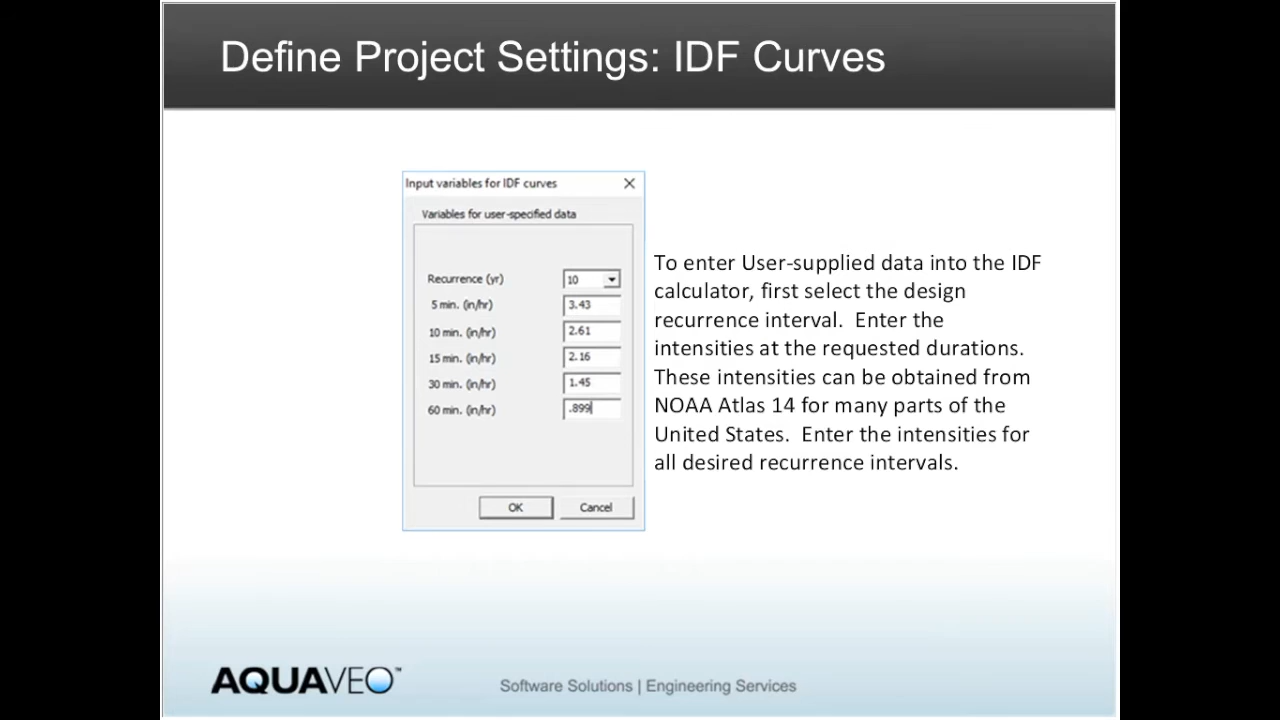 Define Project Settings: IDF Curves
Input variables for IDF curves
Variables for user-specified data
Recurrence (yr) 10
5 min. (in/hr) 3.43
10 min. (in/hr) 2.61
15 min. (in/hr) 2.16
30 min. (in/hr) 1.45
60 min. (in/hr) .899
OK Cancel
To enter User-supplied data into the IDF
calculator, first select the design
recurrence interval.  Enter the
intensities at the requested durations.
These intensities can be obtained from
NOAA Atlas 14 for many parts of the
United States.  Enter the intensities for
all desired recurrence intervals.
AQUAVEO™
Software Solutions | Engineering Services